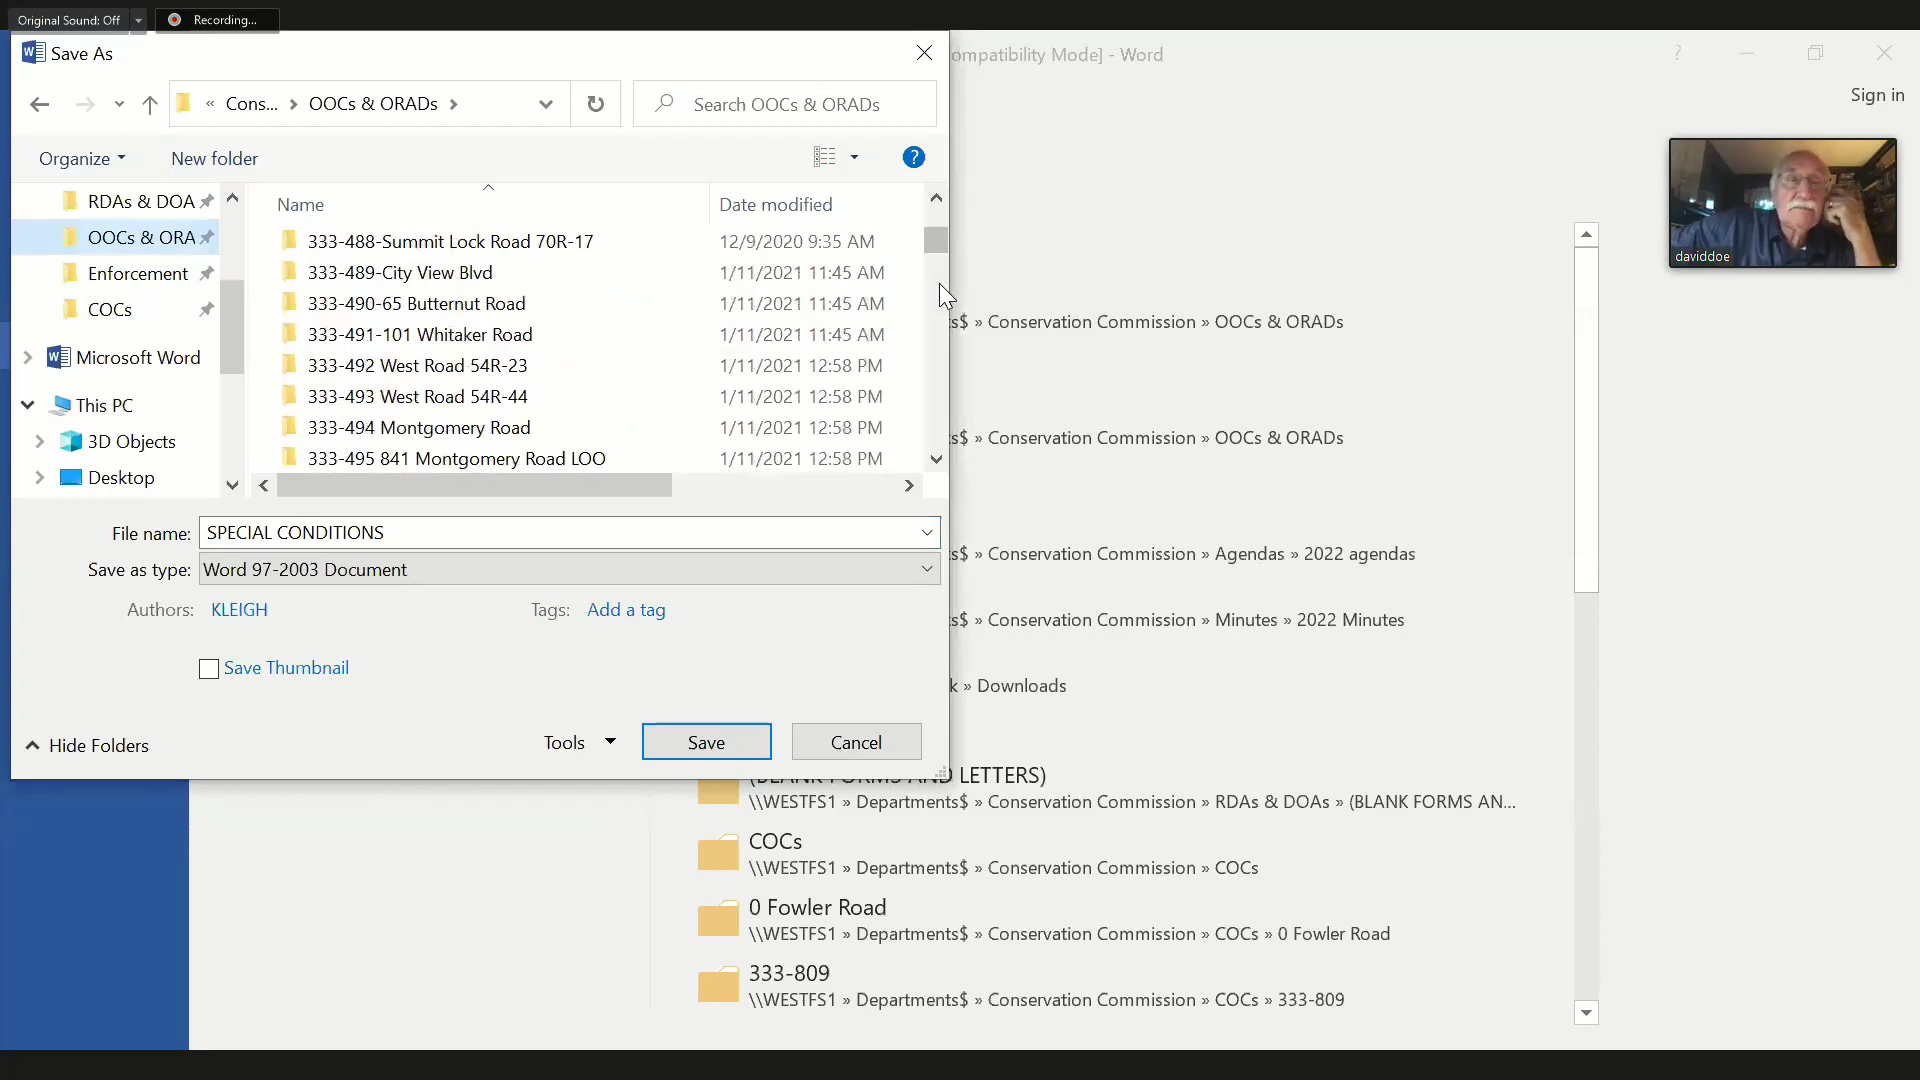 Original Sound: Off
Recording...
Save As
ompatibility Mode] - Word
?
Sign in
« Cons... > OOCs & ORADs >
Search OOCs & ORADs
Organize
New folder
?
RDAs & DOA
OOCs & ORA
Enforcement
COCs
Microsoft Word
This PC
3D Objects
Desktop
Name
Date modified
333-488-Summit Lock Road 70R-17
12/9/2020 9:35 AM
333-489-City View Blvd
1/11/2021 11:45 AM
333-490-65 Butternut Road
1/11/2021 11:45 AM
333-491-101 Whitaker Road
1/11/2021 11:45 AM
333-492 West Road 54R-23
1/11/2021 12:58 PM
333-493 West Road 54R-44
1/11/2021 12:58 PM
333-494 Montgomery Road
1/11/2021 12:58 PM
333-495 841 Montgomery Road LOO
1/11/2021 12:58 PM
File name: SPECIAL CONDITIONS
Save as type: Word 97-2003 Document
Authors: KLEIGH
Tags: Add a tag
Save Thumbnail
Hide Folders
Tools
Save
Cancel
daviddoe
s$ » Conservation Commission » OOCs & ORADs
s$ » Conservation Commission » OOCs & ORADs
s$ » Conservation Commission » Agendas » 2022 agendas
s$ » Conservation Commission » Minutes » 2022 Minutes
k » Downloads
(BLANK FORMS AND LETTERS)
\\WESTFS1 » Departments$ » Conservation Commission » RDAs & DOAs » (BLANK FORMS AN...
COCs
\\WESTFS1 » Departments$ » Conservation Commission » COCs
0 Fowler Road
\\WESTFS1 » Departments$ » Conservation Commission » COCs » 0 Fowler Road
333-809
\\WESTFS1 » Departments$ » Conservation Commission » COCs » 333-809